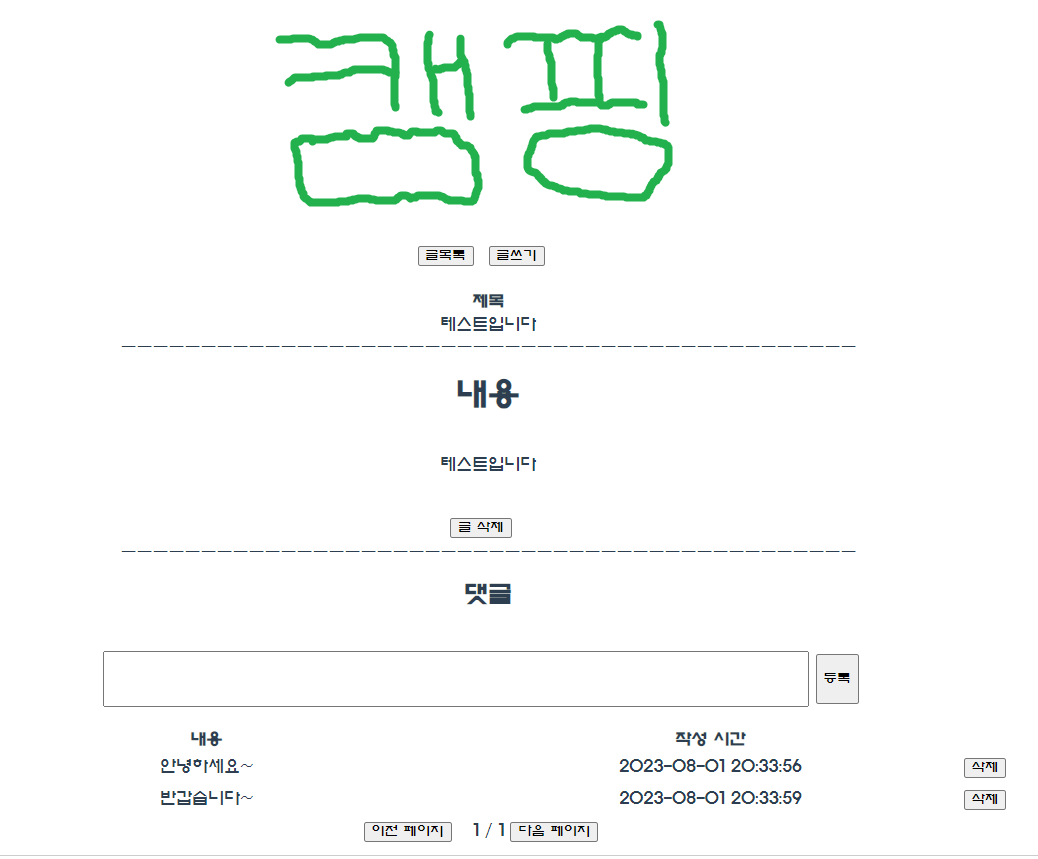 캠핑
글목록 글쓰기
제목
테스트입니다
내용
테스트입니다
글 삭제
댓글
등록
내용 작성 시간
안녕하세요~ 2023-08-01 20:33:56 삭제
반갑습니다~ 2023-08-01 20:33:59 삭제
이전 페이지 1 / 1 다음 페이지